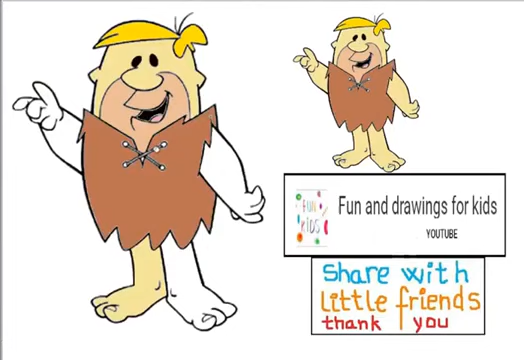 FUN
KIDS
Fun and drawings for kids
YOUTUBE
Share with
little friends
thank you